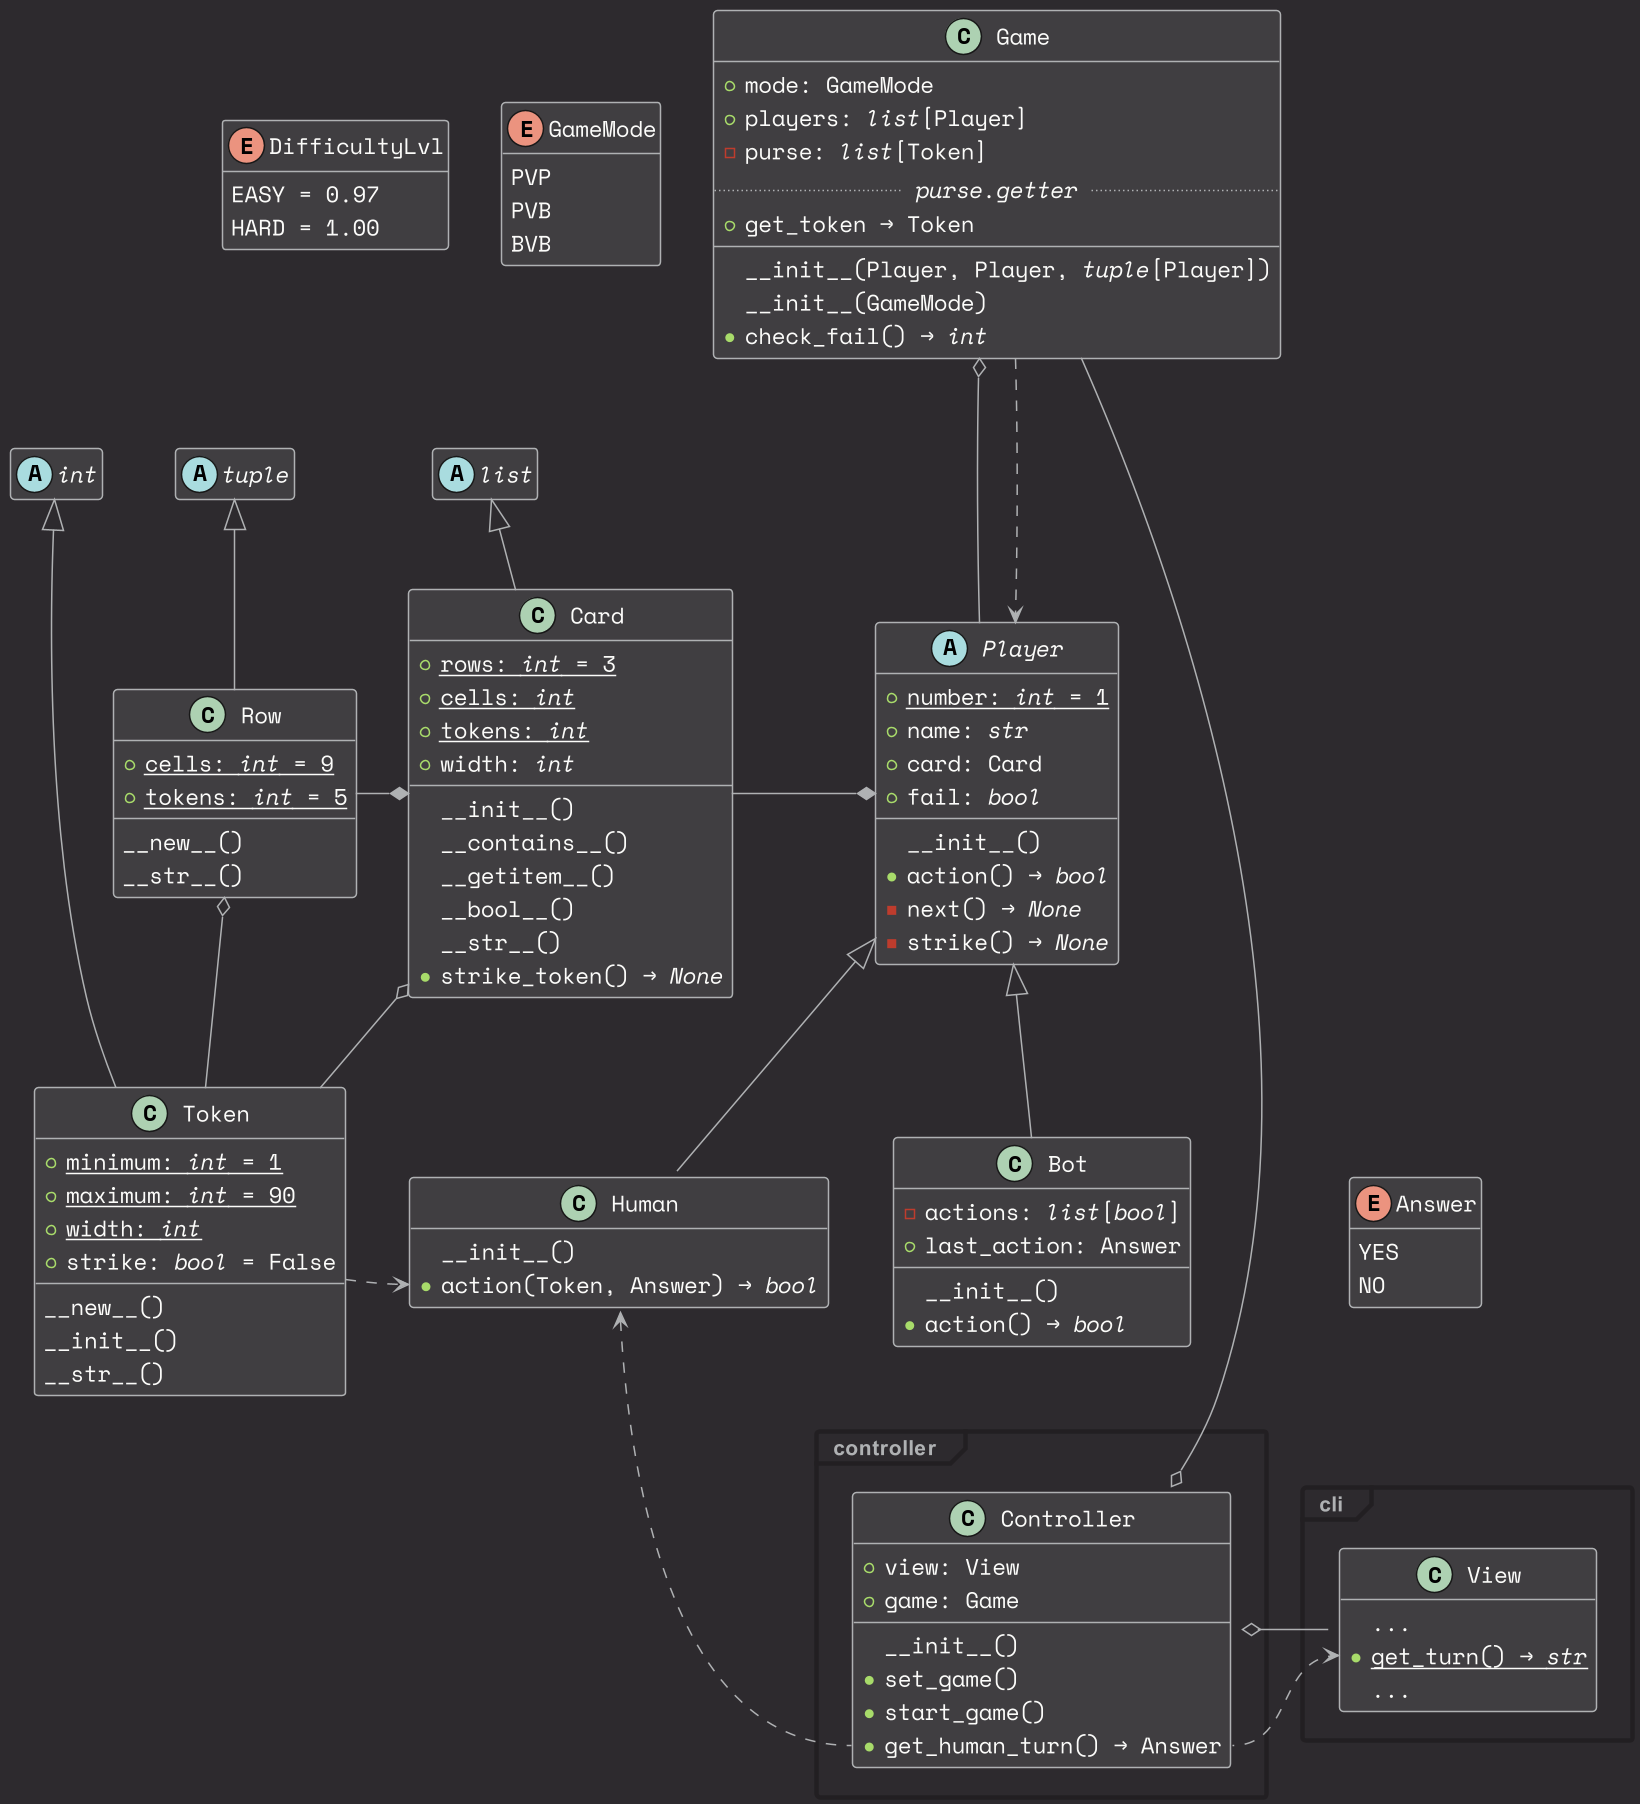 C Game
mode: GameMode
players: list[Player]
purse: list[Token]
purse.getter
get_token → Token
__init__(Player, Player, tuple[Player])
__init__(GameMode)
check_fail() → int
E DifficultyLvl
EASY = 0.97
HARD = 1.00
E GameMode
PVP
PVB
BVB
A int
A tuple
A list
C Card
rows: int = 3
cells: int
tokens: int
width: int
__init__()
__contains__()
__getitem__()
__bool__()
__str__()
strike_token() → None
A Player
number: int = 1
name: str
card: Card
fail: bool
__init__()
action() → bool
next() → None
strike() → None
C Row
cells: int = 9
tokens: int = 5
__new__()
__str__()
C Token
minimum: int = 1
maximum: int = 90
width: int
strike: bool = False
__new__()
__init__()
__str__()
C Human
__init__()
action(Token, Answer) → bool
C Bot
actions: list[bool]
last_action: Answer
__init__()
action() → bool
E Answer
YES
NO
controller
C Controller
view: View
game: Game
__init__()
set_game()
start_game()
get_human_turn() → Answer
cli
C View
...
get_turn() → str
...